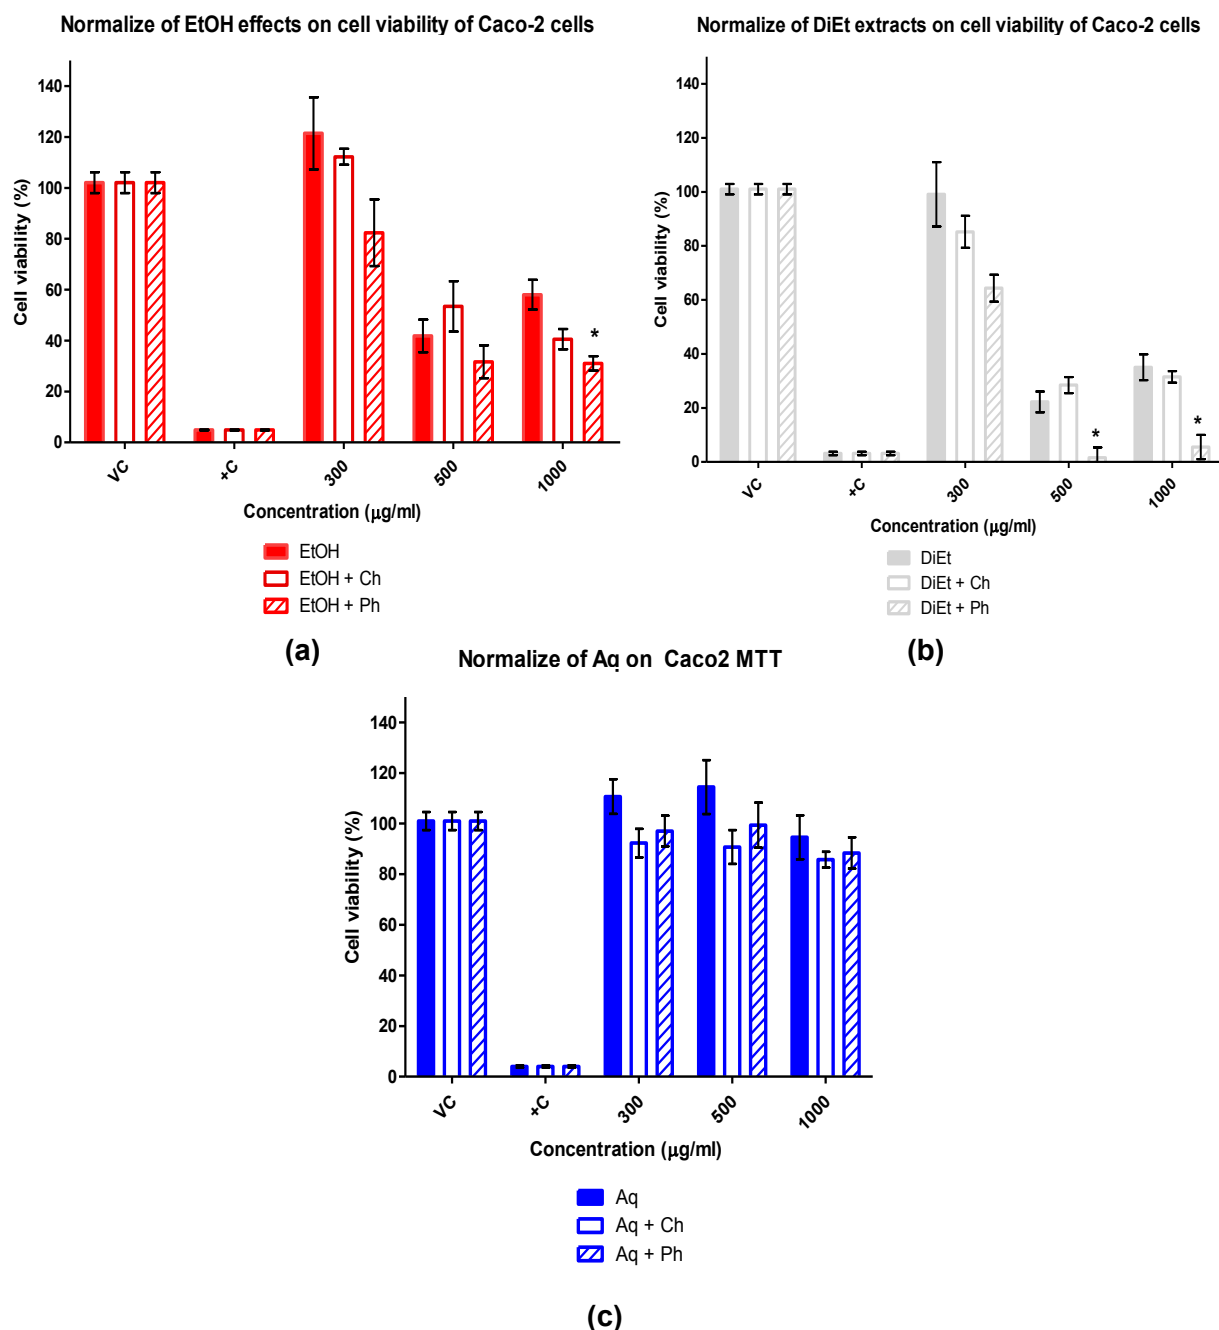 Normalize of EtOH effects on cell viability of Caco-2 cells
140
120
100
80
60
40
20
0
Cell viability (%)
VC
+C
300
500
1000
*
Concentration (µg/ml)
EtOH
EtOH + Ch
EtOH + Ph
(a)
Normalize of DiEt extracts on cell viability of Caco-2 cells
140
120
100
80
60
40
20
0
Cell viability (%)
VC
+C
300
500
1000
*
*
Concentration (µg/ml)
DiEt
DiEt + Ch
DiEt + Ph
(b)
Normalize of Aq on Caco2 MTT
140
120
100
80
60
40
20
0
Cell viability (%)
VC
+C
300
500
1000
Concentration (µg/ml)
Aq
Aq + Ch
Aq + Ph
(c)